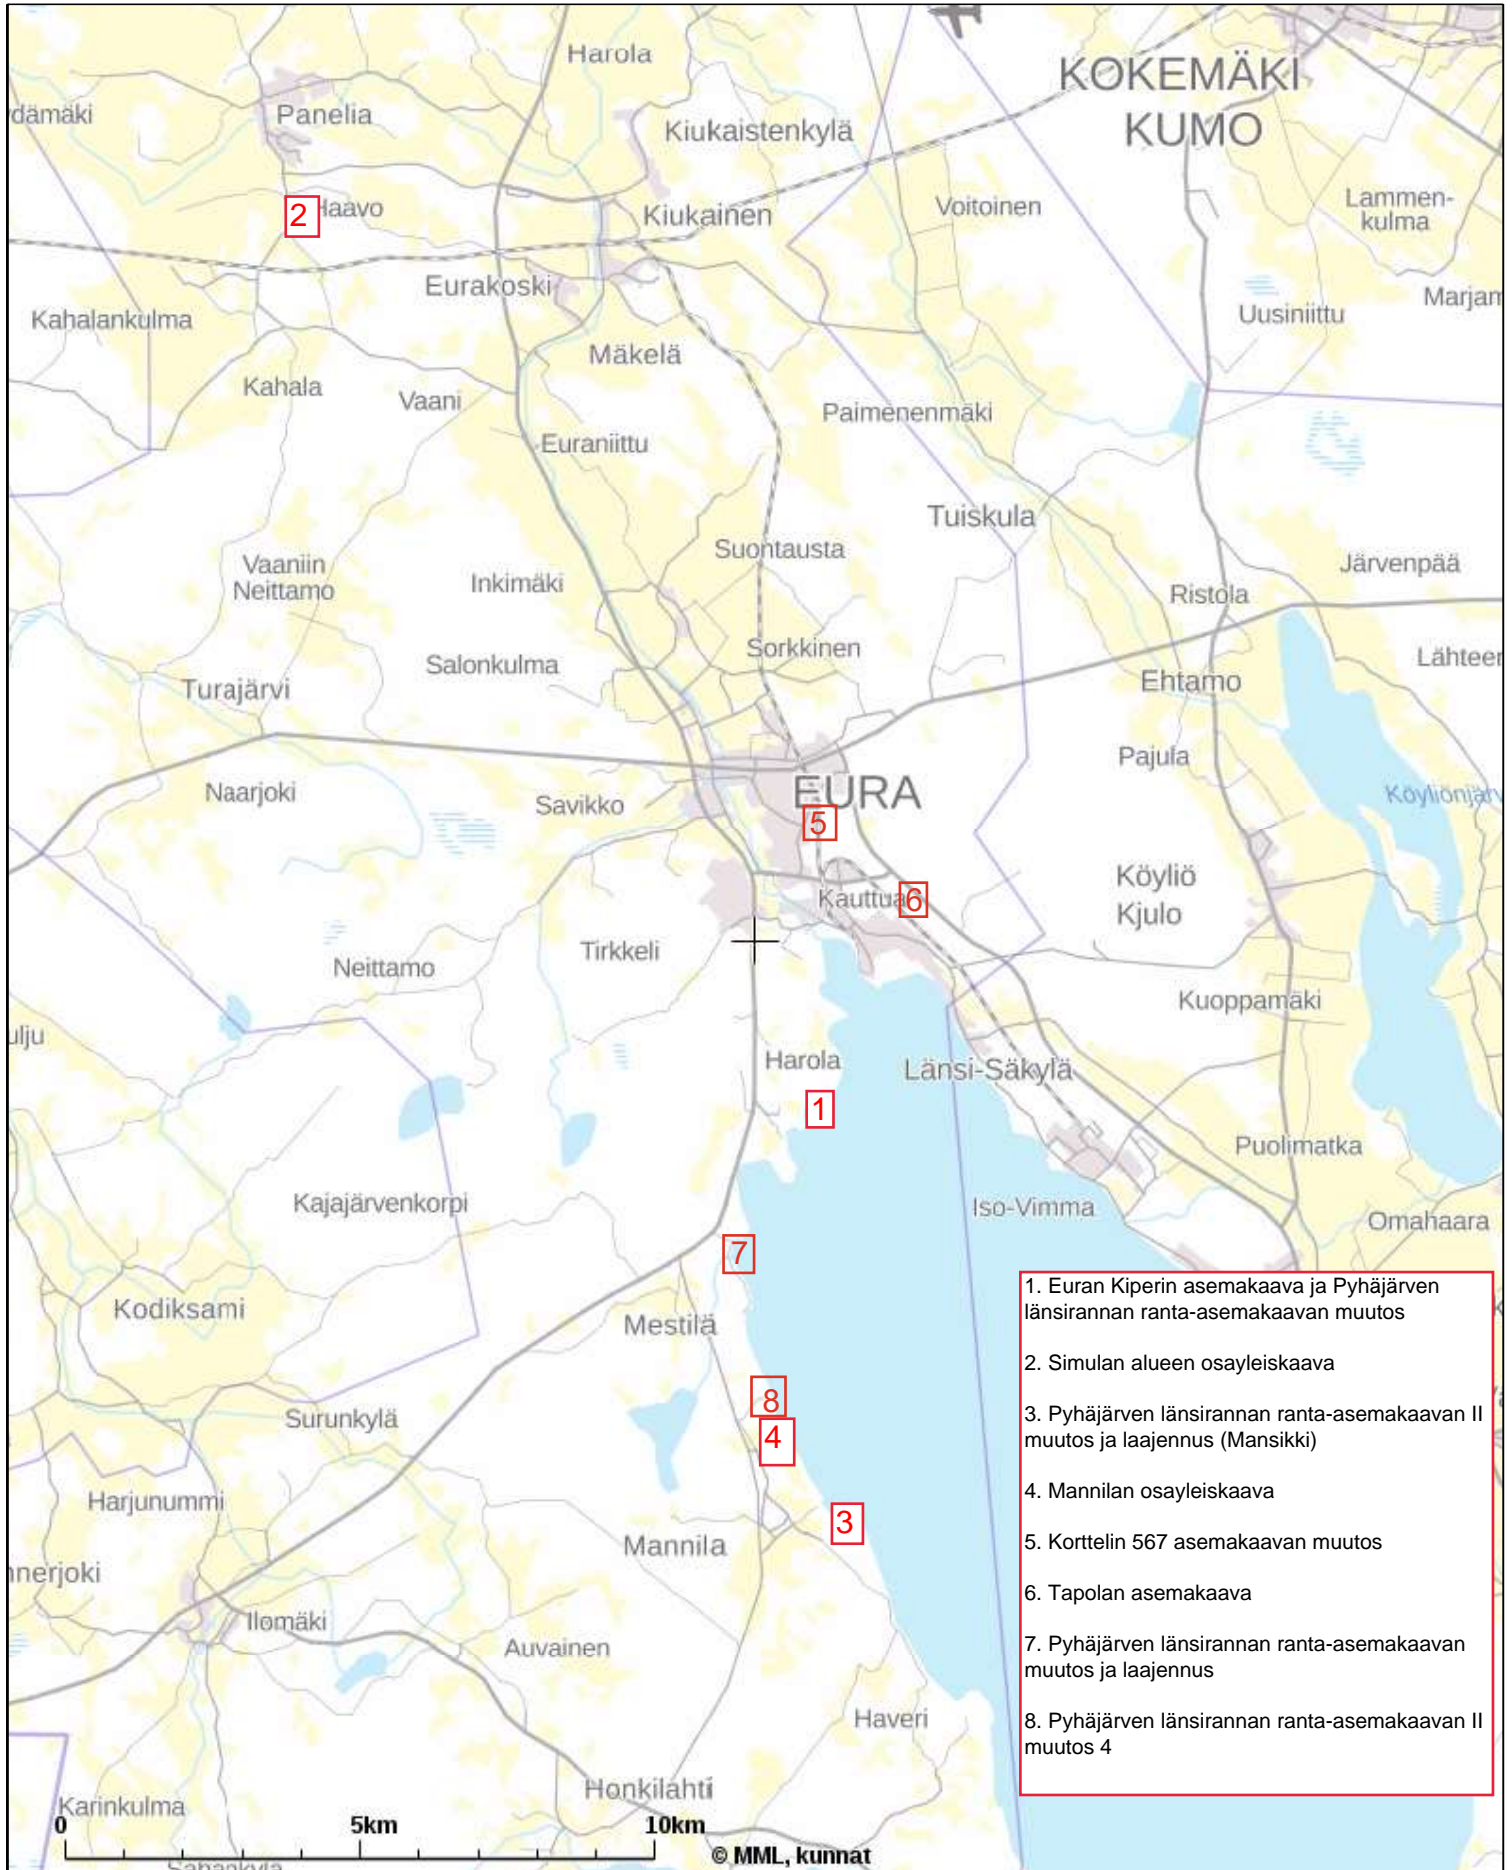 Harola
KOKEMÄKI
KUMO
dämäki
Panelia
Kiukaistenkylä
2
Haavo
Kiukainen
Voitoinen
Lammen-
kulma
Eurakoski
Kahalankulma
Uusiniittu
Marjam
Mäkelä
Kahala
Vaani
Paimenenmäki
Euraniittu
Tuiskula
Suontausta
Järvenpää
Vaaniin
Neittamo
Inkimäki
Ristola
Sorkkinen
Salonkulma
Lähteen
Turajärvi
Ehtamo
Pajula
Naarjoki
Savikko
EURA
Köyliönjärv
5
Köyliö
Kjulo
Kauttua
6
Tirkkeli
Neittamo
Kuoppamäki
ulju
Harola
Länsi-Säkylä
1
Puolimatka
Kajajärvenkorpi
Iso-Vimma
Omahaara
7
Kodiksami
Mestilä
8
Surunkylä
4
Harjunummi
3
Mannila
nnerjoki
Ilomäki
Auvainen
Haveri
Honkilahti
Karinkulma
1. Euran Kiperin asemakaava ja Pyhäjärven
länsirannan ranta-asemakaavan muutos
2. Simulan alueen osayleiskaava
3. Pyhäjärven länsirannan ranta-asemakaavan II
muutos ja laajennus (Mansikki)
4. Mannilan osayleiskaava
5. Korttelin 567 asemakaavan muutos
6. Tapolan asemakaava
7. Pyhäjärven länsirannan ranta-asemakaavan
muutos ja laajennus
8. Pyhäjärven länsirannan ranta-asemakaavan II
muutos 4
0 5km 10km
© MML, kunnat